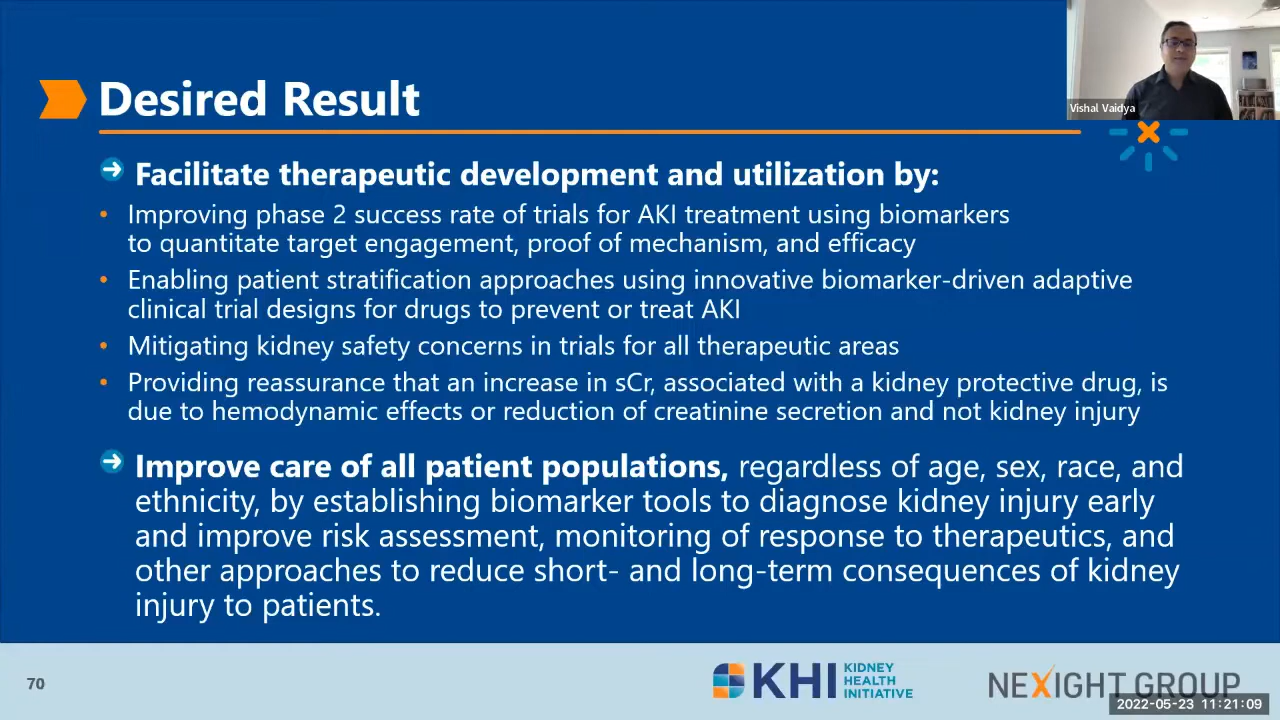 Desired Result
Vishal Vaidya
Facilitate therapeutic development and utilization by:
• Improving phase 2 success rate of trials for AKI treatment using biomarkers
to quantitate target engagement, proof of mechanism, and efficacy
• Enabling patient stratification approaches using innovative biomarker-driven adaptive
clinical trial designs for drugs to prevent or treat AKI
• Mitigating kidney safety concerns in trials for all therapeutic areas
• Providing reassurance that an increase in sCr, associated with a kidney protective drug, is
due to hemodynamic effects or reduction of creatinine secretion and not kidney injury
Improve care of all patient populations, regardless of age, sex, race, and
ethnicity, by establishing biomarker tools to diagnose kidney injury early
and improve risk assessment, monitoring of response to therapeutics, and
other approaches to reduce short- and long-term consequences of kidney
injury to patients.
70
KHI
KIDNEY
HEALTH
INITIATIVE
NEXIGHT GROUP
2022-05-23 11:21:09